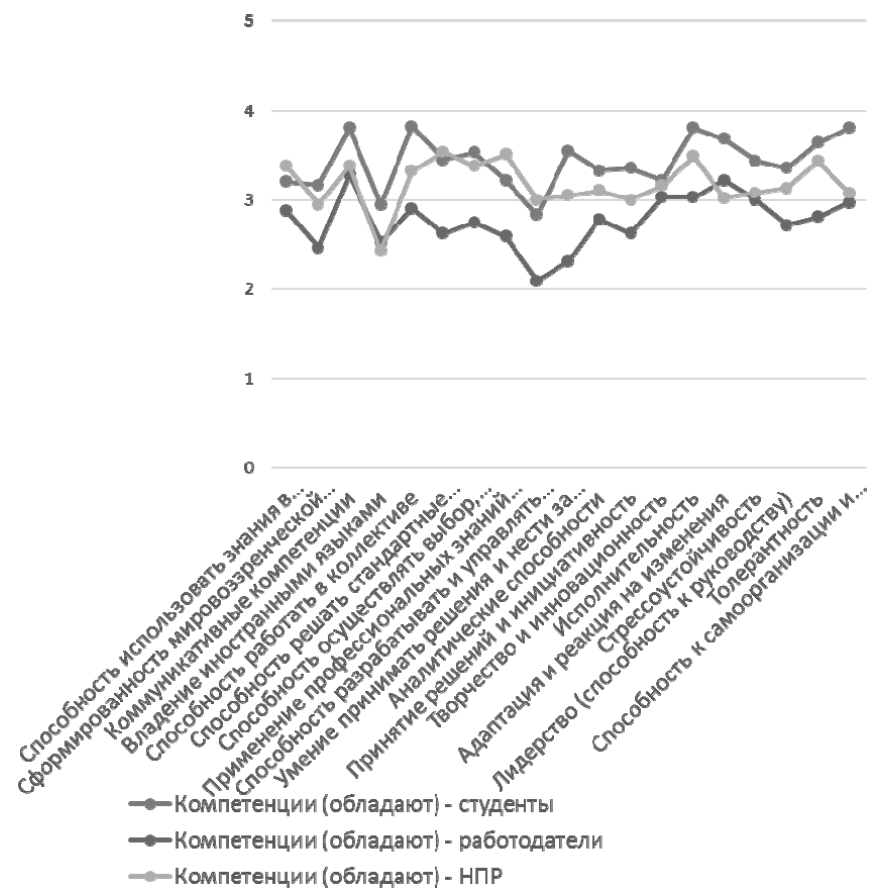 5
4
3
2
1
0
Способность использовать знания в...
Сформированность мировоззренческой...
Коммуникативные компетенции
Владение иностранными языками
Способность работать в коллективе
Способность решать стандартные...
Способность осуществлять выбор,...
Применение профессиональных знаний...
Способность разрабатывать и управлять...
Умение принимать решения и нести за...
Аналитические способности
Принятие решений и инициативность
Творчество и инновационность
Исполнительность
Адаптация и реакция на изменения
Стрессоустойчивость
Лидерство (способность к руководству)
Толерантность
Способность к самоорганизации и...
Компетенции (обладают) - студенты
Компетенции (обладают) - работодатели
Компетенции (обладают) - НПР